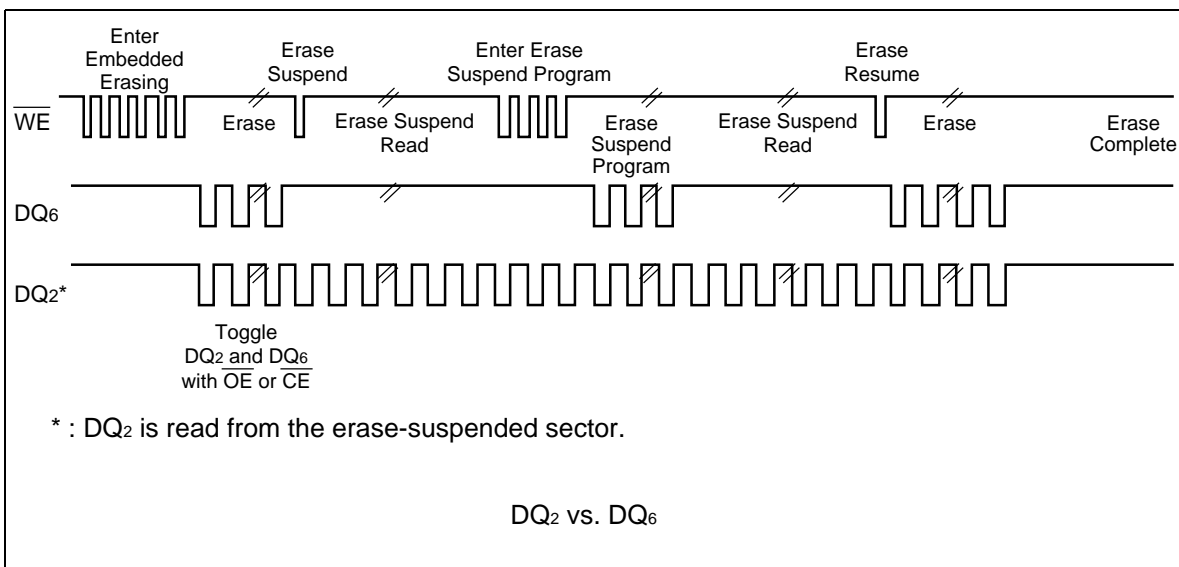 Enter
Embedded
Erasing
Erase
Suspend
Enter Erase
Suspend Program
Erase
Resume
WE
Erase
Erase Suspend
Read
Erase
Suspend
Program
Erase Suspend
Read
Erase
Erase
Complete
DQ6
DQ2*
Toggle
DQ2 and DQ6
with OE or CE
* : DQ2 is read from the erase-suspended sector.
DQ2 vs. DQ6